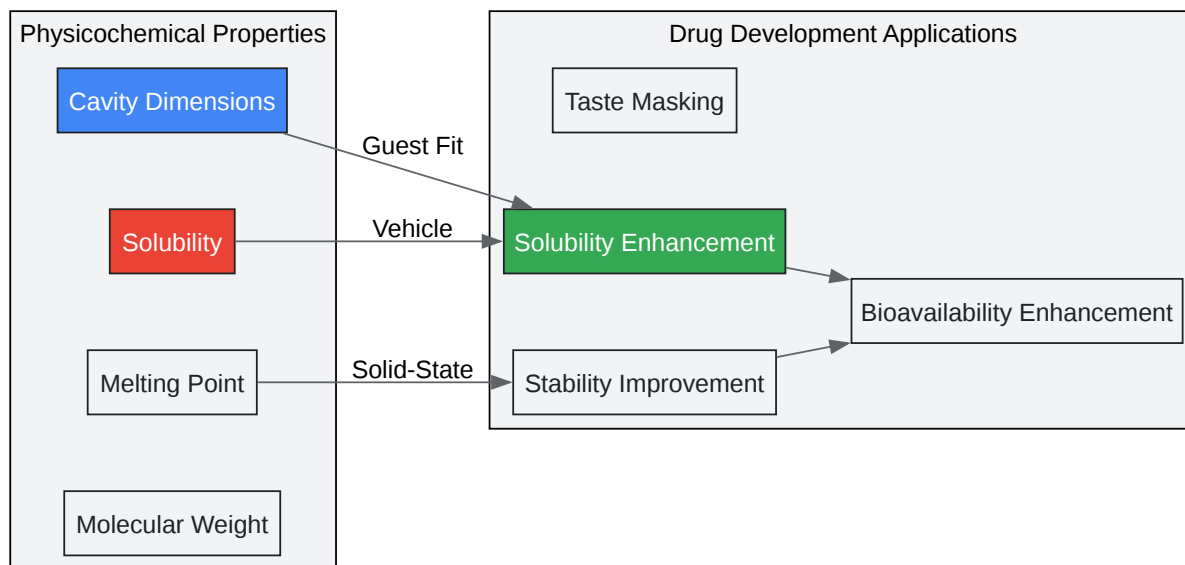 Physicochemical Properties
Drug Development Applications
Cavity Dimensions
Taste Masking
Guest Fit
Solubility
Vehicle
Solubility Enhancement
Bioavailability Enhancement
Melting Point
Solid-State
Stability Improvement
Molecular Weight